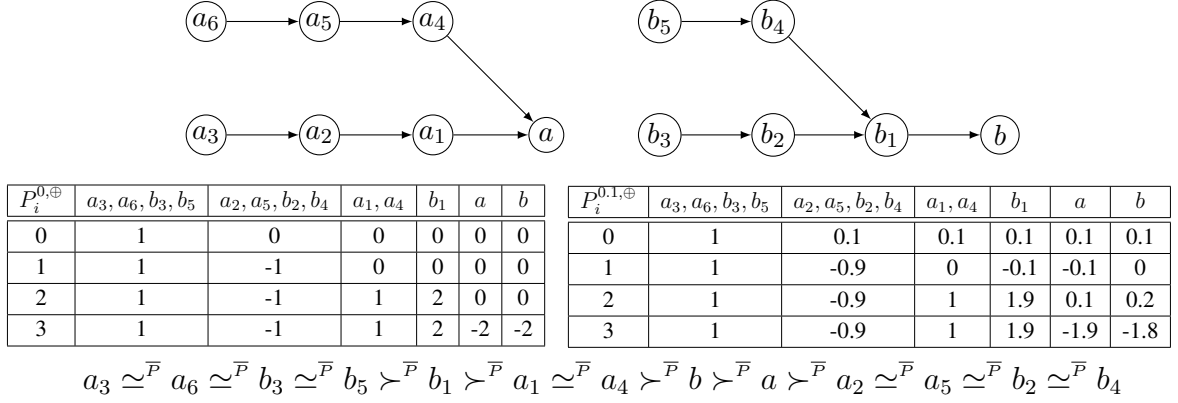 a₆ a₅ a₄ b₅ b₄
a₃ a₂ a₁ a b₃ b₂ b₁ b
P_i^{0,⊕} a₃, a₆, b₃, b₅ a₂, a₅, b₂, b₄ a₁, a₄ b₁ a b
0 1 0 0 0 0 0
1 1 -1 0 0 0 0
2 1 -1 1 2 0 0
3 1 -1 1 2 -2 -2
P_i^{0.1,⊕} a₃, a₆, b₃, b₅ a₂, a₅, b₂, b₄ a₁, a₄ b₁ a b
0 1 0.1 0.1 0.1 0.1 0.1
1 1 -0.9 0 -0.1 -0.1 0
2 1 -0.9 1 1.9 0.1 0.2
3 1 -0.9 1 1.9 -1.9 -1.8
a₃ ≃^{P̅} a₆ ≃^{P̅} b₃ ≃^{P̅} b₅ ≻^{P̅} b₁ ≻^{P̅} a₁ ≃^{P̅} a₄ ≻^{P̅} b ≻^{P̅} a ≻^{P̅} a₂ ≃^{P̅} a₅ ≃^{P̅} b₂ ≃^{P̅} b₄